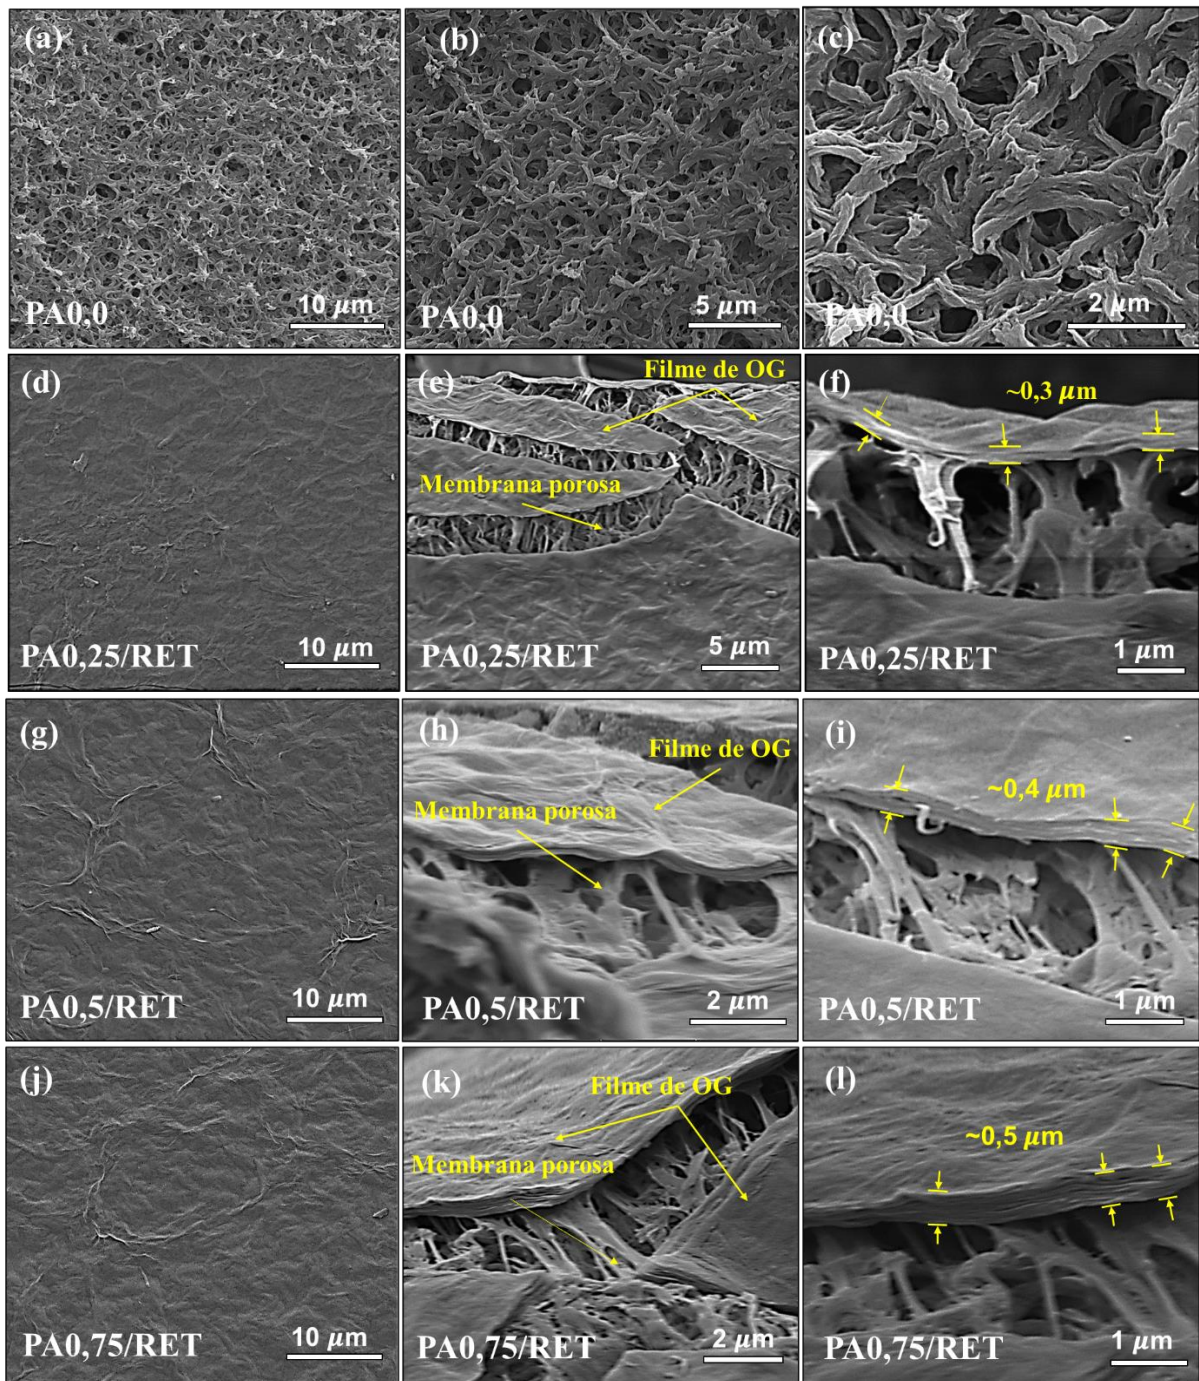 (a)
10 µm
PA0,0
(b)
5 µm
PA0,0
(c)
2 µm
PA0,0
(d)
10 µm
PA0,25/RET
(e)
Filme de OG
Membrana porosa
5 µm
PA0,25/RET
(f)
~0,3 µm
PA0,25/RET
1 µm
(g)
PA0,5/RET
10 µm
(h)
Filme de OG
Membrana porosa
PA0,5/RET
2 µm
(i)
~0,4 µm
PA0,5/RET
1 µm
(j)
PA0,75/RET
10 µm
(k)
Filme de OG
Membrana porosa
PA0,75/RET
2 µm
(l)
~0,5 µm
PA0,75/RET
1 µm